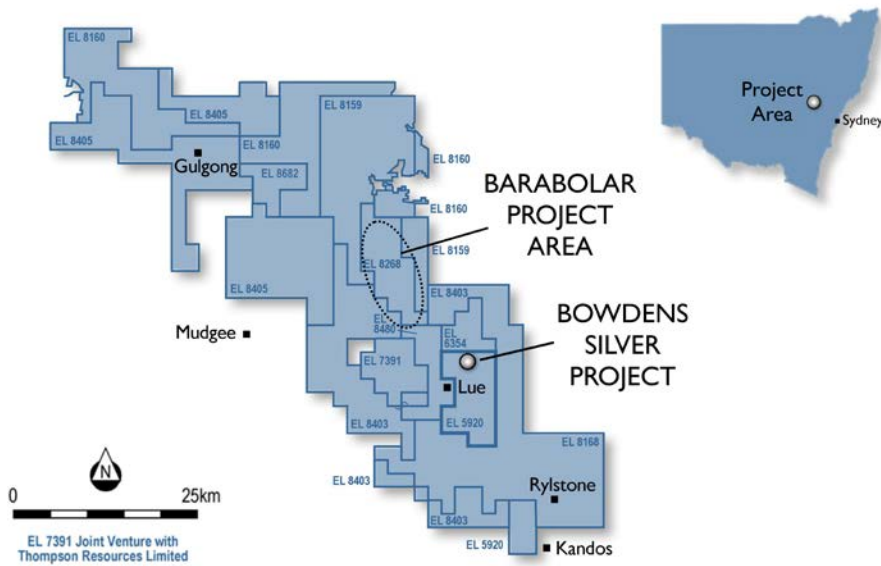 EL 8160
EL 8405
EL 8159
EL 8405
EL 8160
Gulgong
EL 8682
EL 8160
BARABOLAR
PROJECT
AREA
EL 8160
EL 8159
EL 8268
EL 8405
EL 8403
EL
8480
EL
6354
Mudgee
BOWDENS
SILVER
PROJECT
EL 7391
Lue
EL 8403
EL 5920
EL 8168
EL 8403
Rylstone
EL 8403
EL 5920
Kandos
Project
Area
Sydney
N
0
25km
EL 7391 Joint Venture with
Thompson Resources Limited